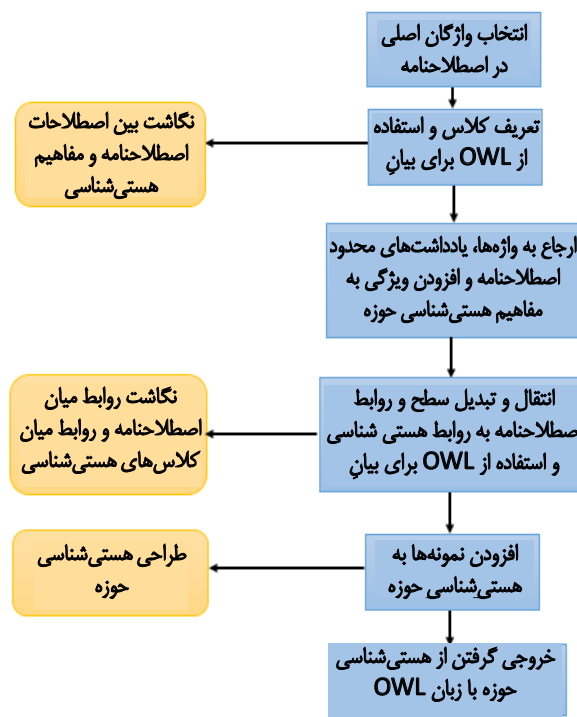 انتخاب واژگان اصلی
در اصطلاحنامه
تعریف کلاس و استفاده
از OWL برای بیانِ
نگاشت بین اصطلاحات
اصطلاحنامه و مفاهیم
هستی‌شناسی
ارجاع به واژه‌ها، یادداشت‌های محدود
اصطلاحنامه و افزودن ویژگی به
مفاهیم هستی‌شناسی حوزه
انتقال و تبدیل سطح و روابط
صطلاحنامه به روابط هستی شناسی
و استفاده از OWL برای بیانِ
نگاشت روابط میان
اصطلاحنامه و روابط میان
کلاس‌های هستی‌شناسی
افزودن نمونه‌ها به
هستی‌شناسی حوزه
طراحی هستی‌شناسی
حوزه
خروجی گرفتن از هستی‌شناسی
حوزه با زبان OWL